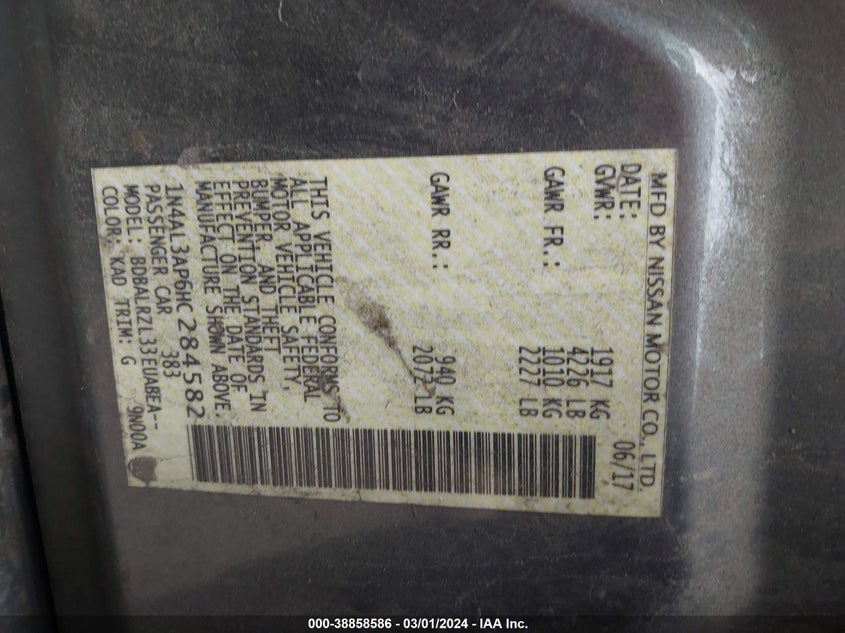 MFD BY NISSAN MOTOR CO., LTD.
DATE: 06/17
GVWR: 1917 KG
4226 LB
GAWR FR.: 1010 KG
2227 LB
GAWR RR.: 940 KG
2072 LB
THIS VEHICLE CONFORMS TO
ALL APPLICABLE FEDERAL
MOTOR VEHICLE SAFETY,
BUMPER, AND THEFT
PREVENTION STANDARDS IN
EFFECT ON THE DATE OF
MANUFACTURE SHOWN ABOVE.
1N4AL3AP6HC284582
PASSENGER CAR 383
MODEL: BDBALRZL33EUABEA--
COLOR: KAD TRIM: G 9N00A
000-38858586 - 03/01/2024 - IAA Inc.